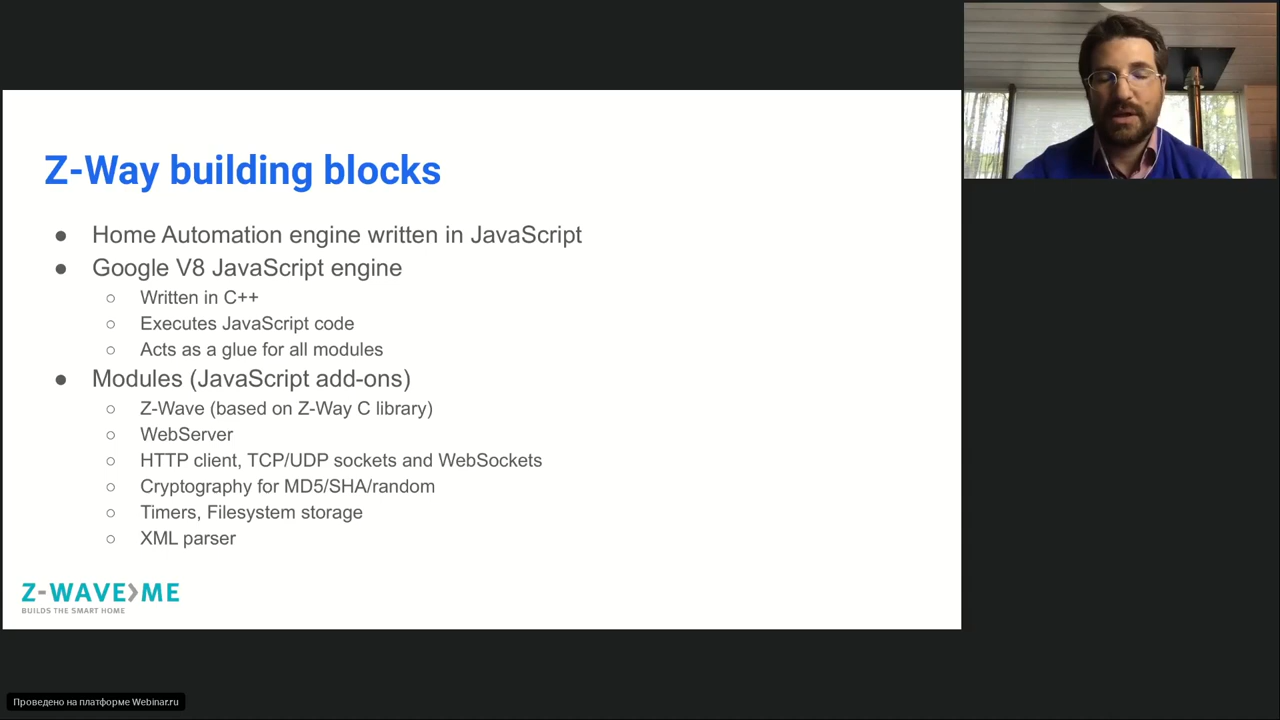 Z-Way building blocks
● Home Automation engine written in JavaScript
● Google V8 JavaScript engine
○ Written in C++
○ Executes JavaScript code
○ Acts as a glue for all modules
● Modules (JavaScript add-ons)
○ Z-Wave (based on Z-Way C library)
○ WebServer
○ HTTP client, TCP/UDP sockets and WebSockets
○ Cryptography for MD5/SHA/random
○ Timers, Filesystem storage
○ XML parser
Z-WAVE>ME
BUILDS THE SMART HOME
Проведено на платформе Webinar.ru